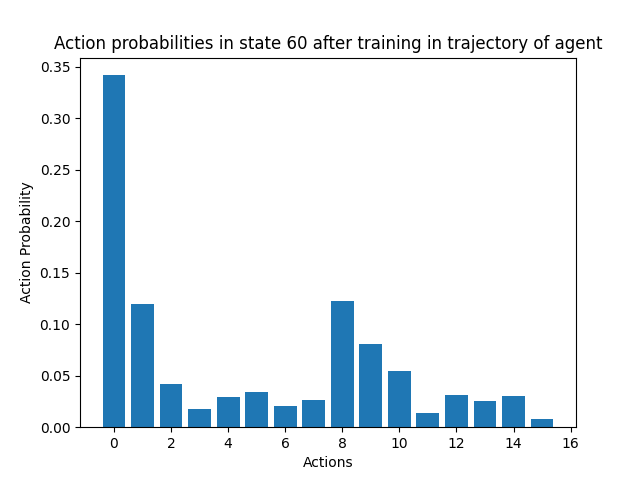 Action probabilities in state 60 after training in trajectory of agent
0.35
0.30
0.25
0.20
0.15
0.10
0.05
0.00
Action Probability
0 2 4 6 8 10 12 14 16
Actions